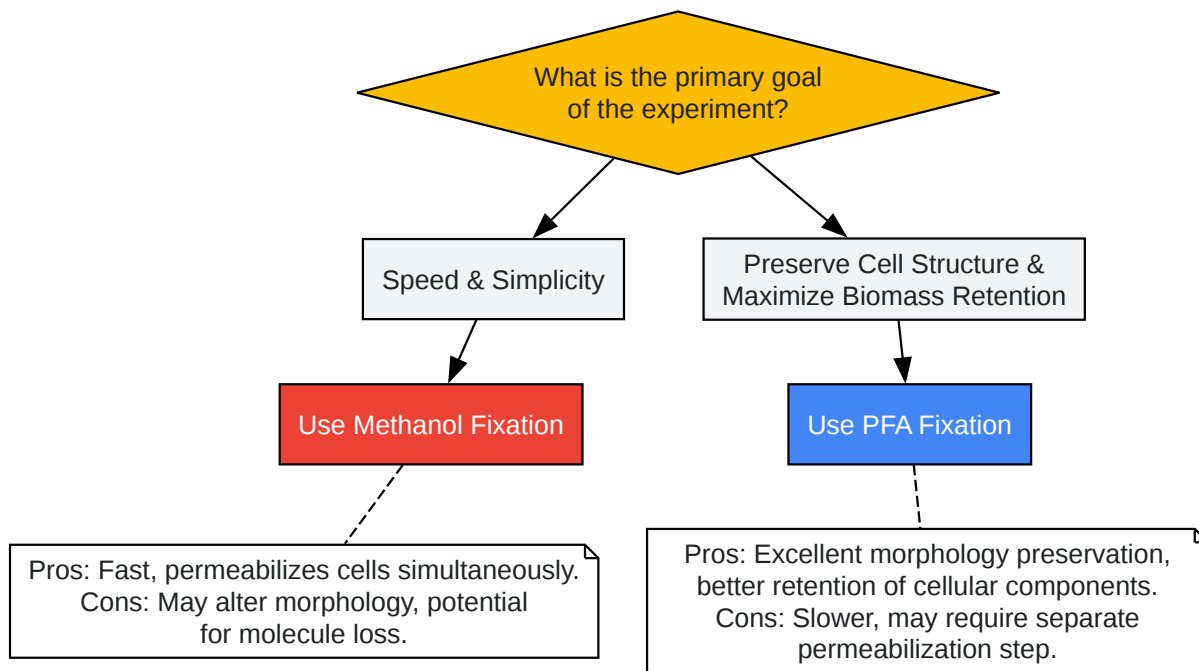 What is the primary goal
of the experiment?
Speed & Simplicity
Preserve Cell Structure &
Maximize Biomass Retention
Use Methanol Fixation
Use PFA Fixation
Pros: Fast, permeabilizes cells simultaneously.
Cons: May alter morphology, potential
for molecule loss.
Pros: Excellent morphology preservation,
better retention of cellular components.
Cons: Slower, may require separate
permeabilization step.